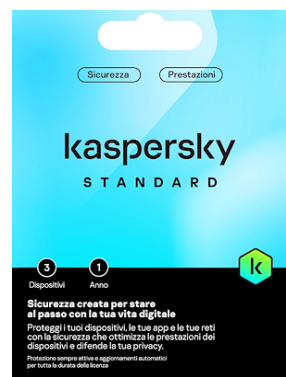 Sicurezza Prestazioni
kaspersky
STANDARD
3 1
Dispositivi Anno
k
Sicurezza creata per stare
al passo con la tua vita digitale
Proteggi i tuoi dispositivi, le tue app e le tue reti
con la sicurezza che ottimizza le prestazioni dei
dispositivi e difende la tua privacy.
Protezione sempre attiva e aggiornamenti automatici
per tutta la durata della licenza